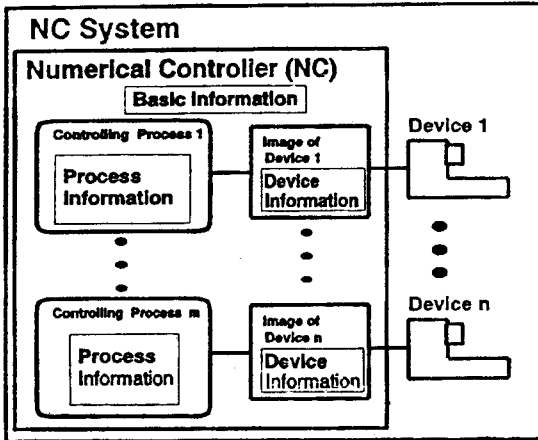 NC System
Numerical Controller (NC)
Basic Information
Controlling Process 1
Process
Information
Image of
Device 1
Device
Information
Device 1
Controlling Process m
Process
Information
Image of
Device n
Device
Information
Device n